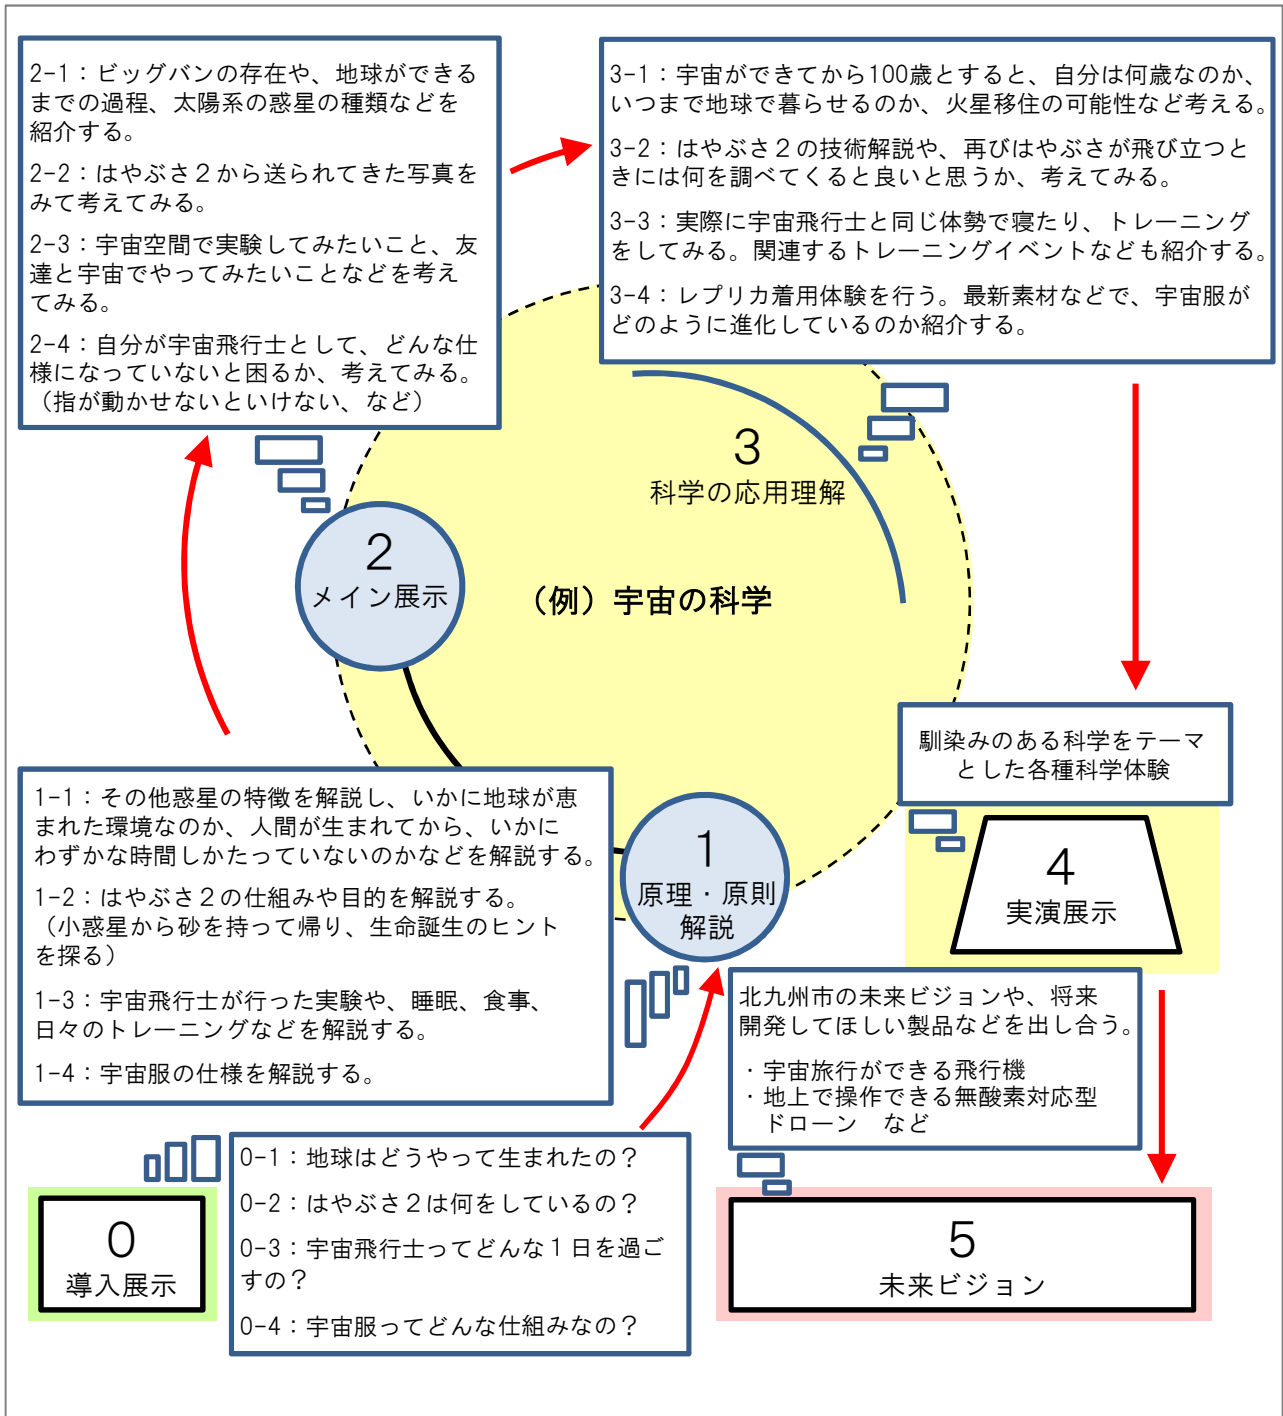 2-1：ビッグバンの存在や、地球ができる
までの過程、太陽系の惑星の種類などを
紹介する。
2-2：はやぶさ２から送られてきた写真を
みて考えてみる。
2-3：宇宙空間で実験してみたいこと、友
達と宇宙でやってみたいことなどを考え
てみる。
2-4：自分が宇宙飛行士として、どんな仕
様になっていないと困るか、考えてみる。
（指が動かせないといけない、など）
3-1：宇宙ができてから100歳とすると、自分は何歳なのか、
いつまで地球で暮らせるのか、火星移住の可能性など考える。
3-2：はやぶさ２の技術解説や、再びはやぶさが飛び立つと
きには何を調べてくると良いと思うか、考えてみる。
3-3：実際に宇宙飛行士と同じ体勢で寝たり、トレーニング
をしてみる。関連するトレーニングイベントなども紹介する。
3-4：レプリカ着用体験を行う。最新素材などで、宇宙服が
どのように進化しているのか紹介する。
3
科学の応用理解
2
メイン展示
（例）宇宙の科学
馴染みのある科学をテーマ
とした各種科学体験
1-1：その他惑星の特徴を解説し、いかに地球が恵
まれた環境なのか、人間が生まれてから、いかに
わずかな時間しかたっていないのかなどを解説する。
1-2：はやぶさ２の仕組みや目的を解説する。
（小惑星から砂を持って帰り、生命誕生のヒント
を探る）
1-3：宇宙飛行士が行った実験や、睡眠、食事、
日々のトレーニングなどを解説する。
1-4：宇宙服の仕様を解説する。
1
原理・原則
解説
4
実演展示
北九州市の未来ビジョンや、将来
開発してほしい製品などを出し合う。
・宇宙旅行ができる飛行機
・地上で操作できる無酸素対応型
ドローン　など
0-1：地球はどうやって生まれたの？
0-2：はやぶさ２は何をしているの？
0-3：宇宙飛行士ってどんな１日を過ご
すの？
0-4：宇宙服ってどんな仕組みなの？
0
導入展示
5
未来ビジョン